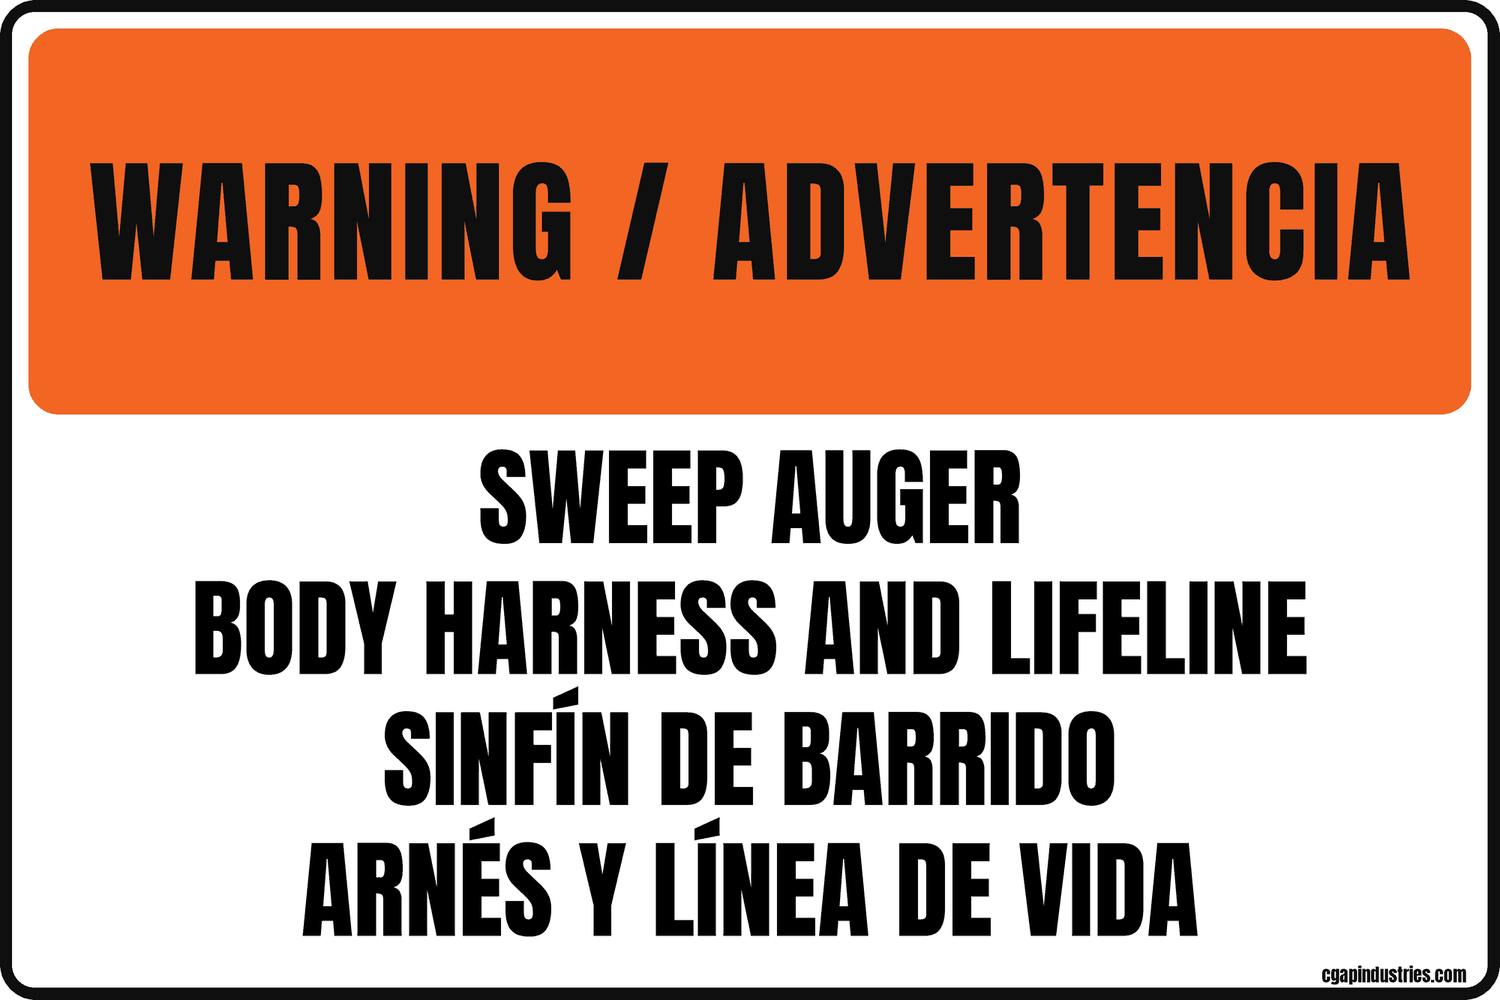 WARNING / ADVERTENCIA
SWEEP AUGER
BODY HARNESS AND LIFELINE
SINFÍN DE BARRIDO
ARNÉS Y LÍNEA DE VIDA
cgapindustries.com